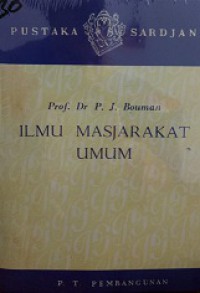 PUSTAKA SARDJANA
Prof. Dr P. J. Bouman
ILMU MASJARAKAT
UMUM
P. T. PEMBANGUNAN